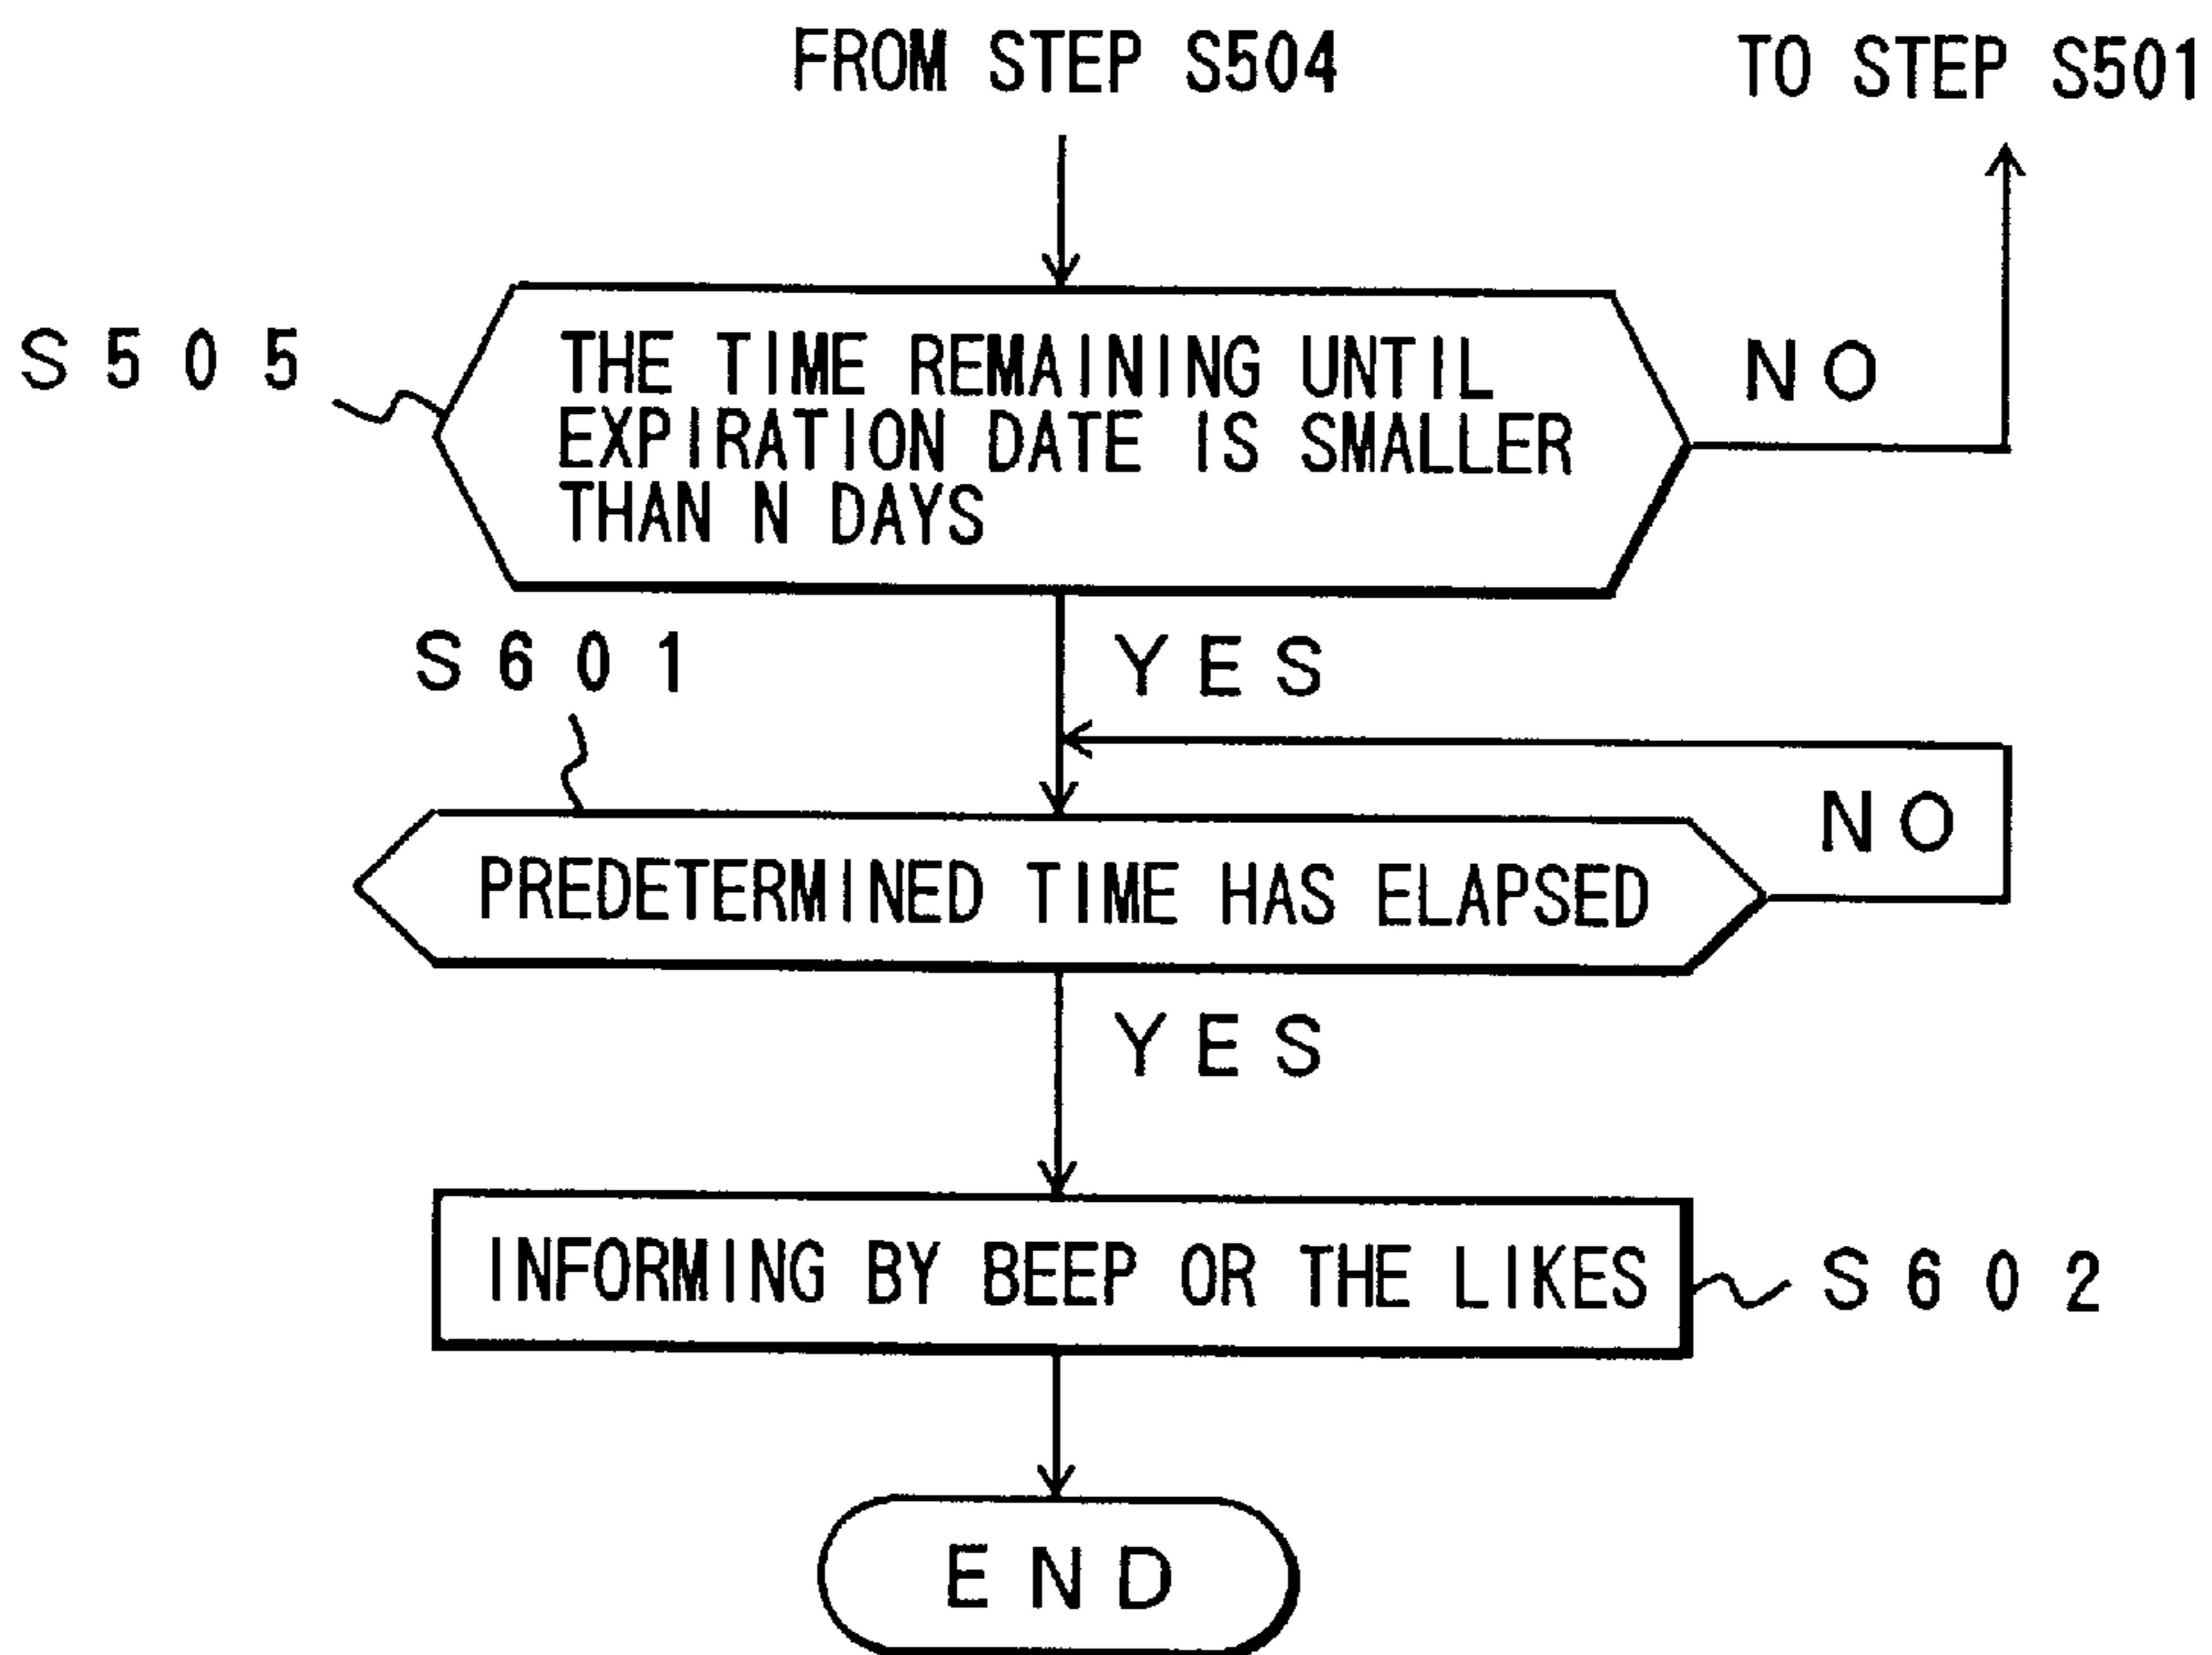 FROM STEP S504
TO STEP S501
S505
THE TIME REMAINING UNTIL
EXPIRATION DATE IS SMALLER
THAN N DAYS
NO
S601
YES
NO
PREDETERMINED TIME HAS ELAPSED
YES
INFORMING BY BEEP OR THE LIKES
S602
END